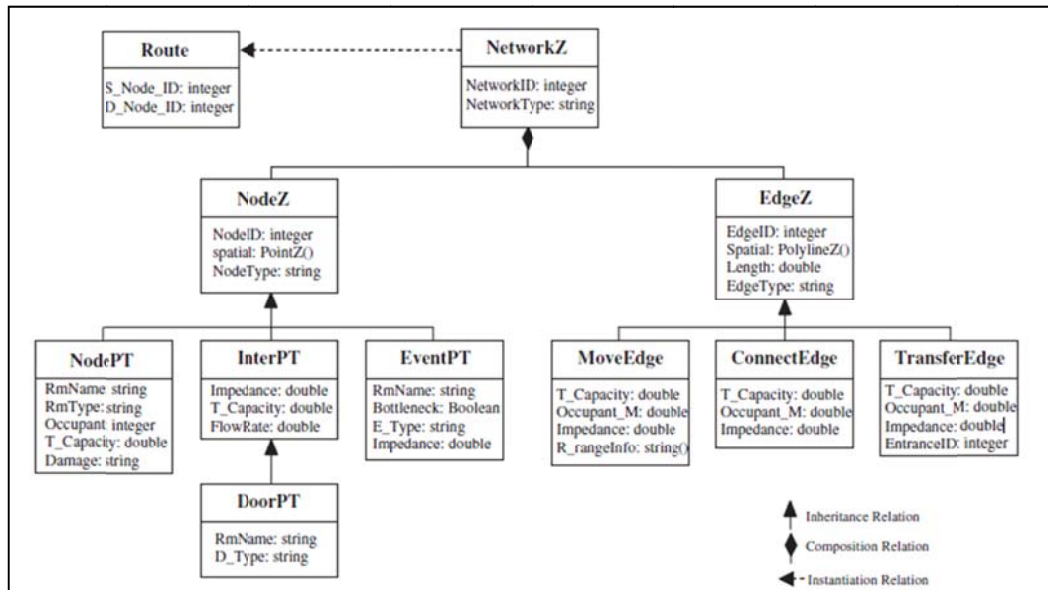 Route
S_Node_ID: integer
D_Node_ID: integer
NetworkZ
NetworkID: integer
NetworkType: string
NodeZ
NodeID: integer
spatial: PointZ()
NodeType: string
EdgeZ
EdgeID: integer
Spatial: PolylineZ()
Length: double
EdgeType: string
NodePT
RmName string
RmType: string
Occupant integer
T_Capacity: double
Damage: string
InterPT
Impedance: double
T_Capacity: double
FlowRate: double
EventPT
RmName: string
Bottleneck: Boolean
E_Type: string
Impedance: double
MoveEdge
T_Capacity: double
Occupant_M: double
Impedance: double
R_rangeInfo: string()
ConnectEdge
T_Capacity: double
Occupant_M: double
Impedance: double
TransferEdge
T_Capacity: double
Occupant_M: double
Impedance: double
EntranceID: integer
DoorPT
RmName: string
D_Type: string
Inheritance Relation
Composition Relation
Instantiation Relation